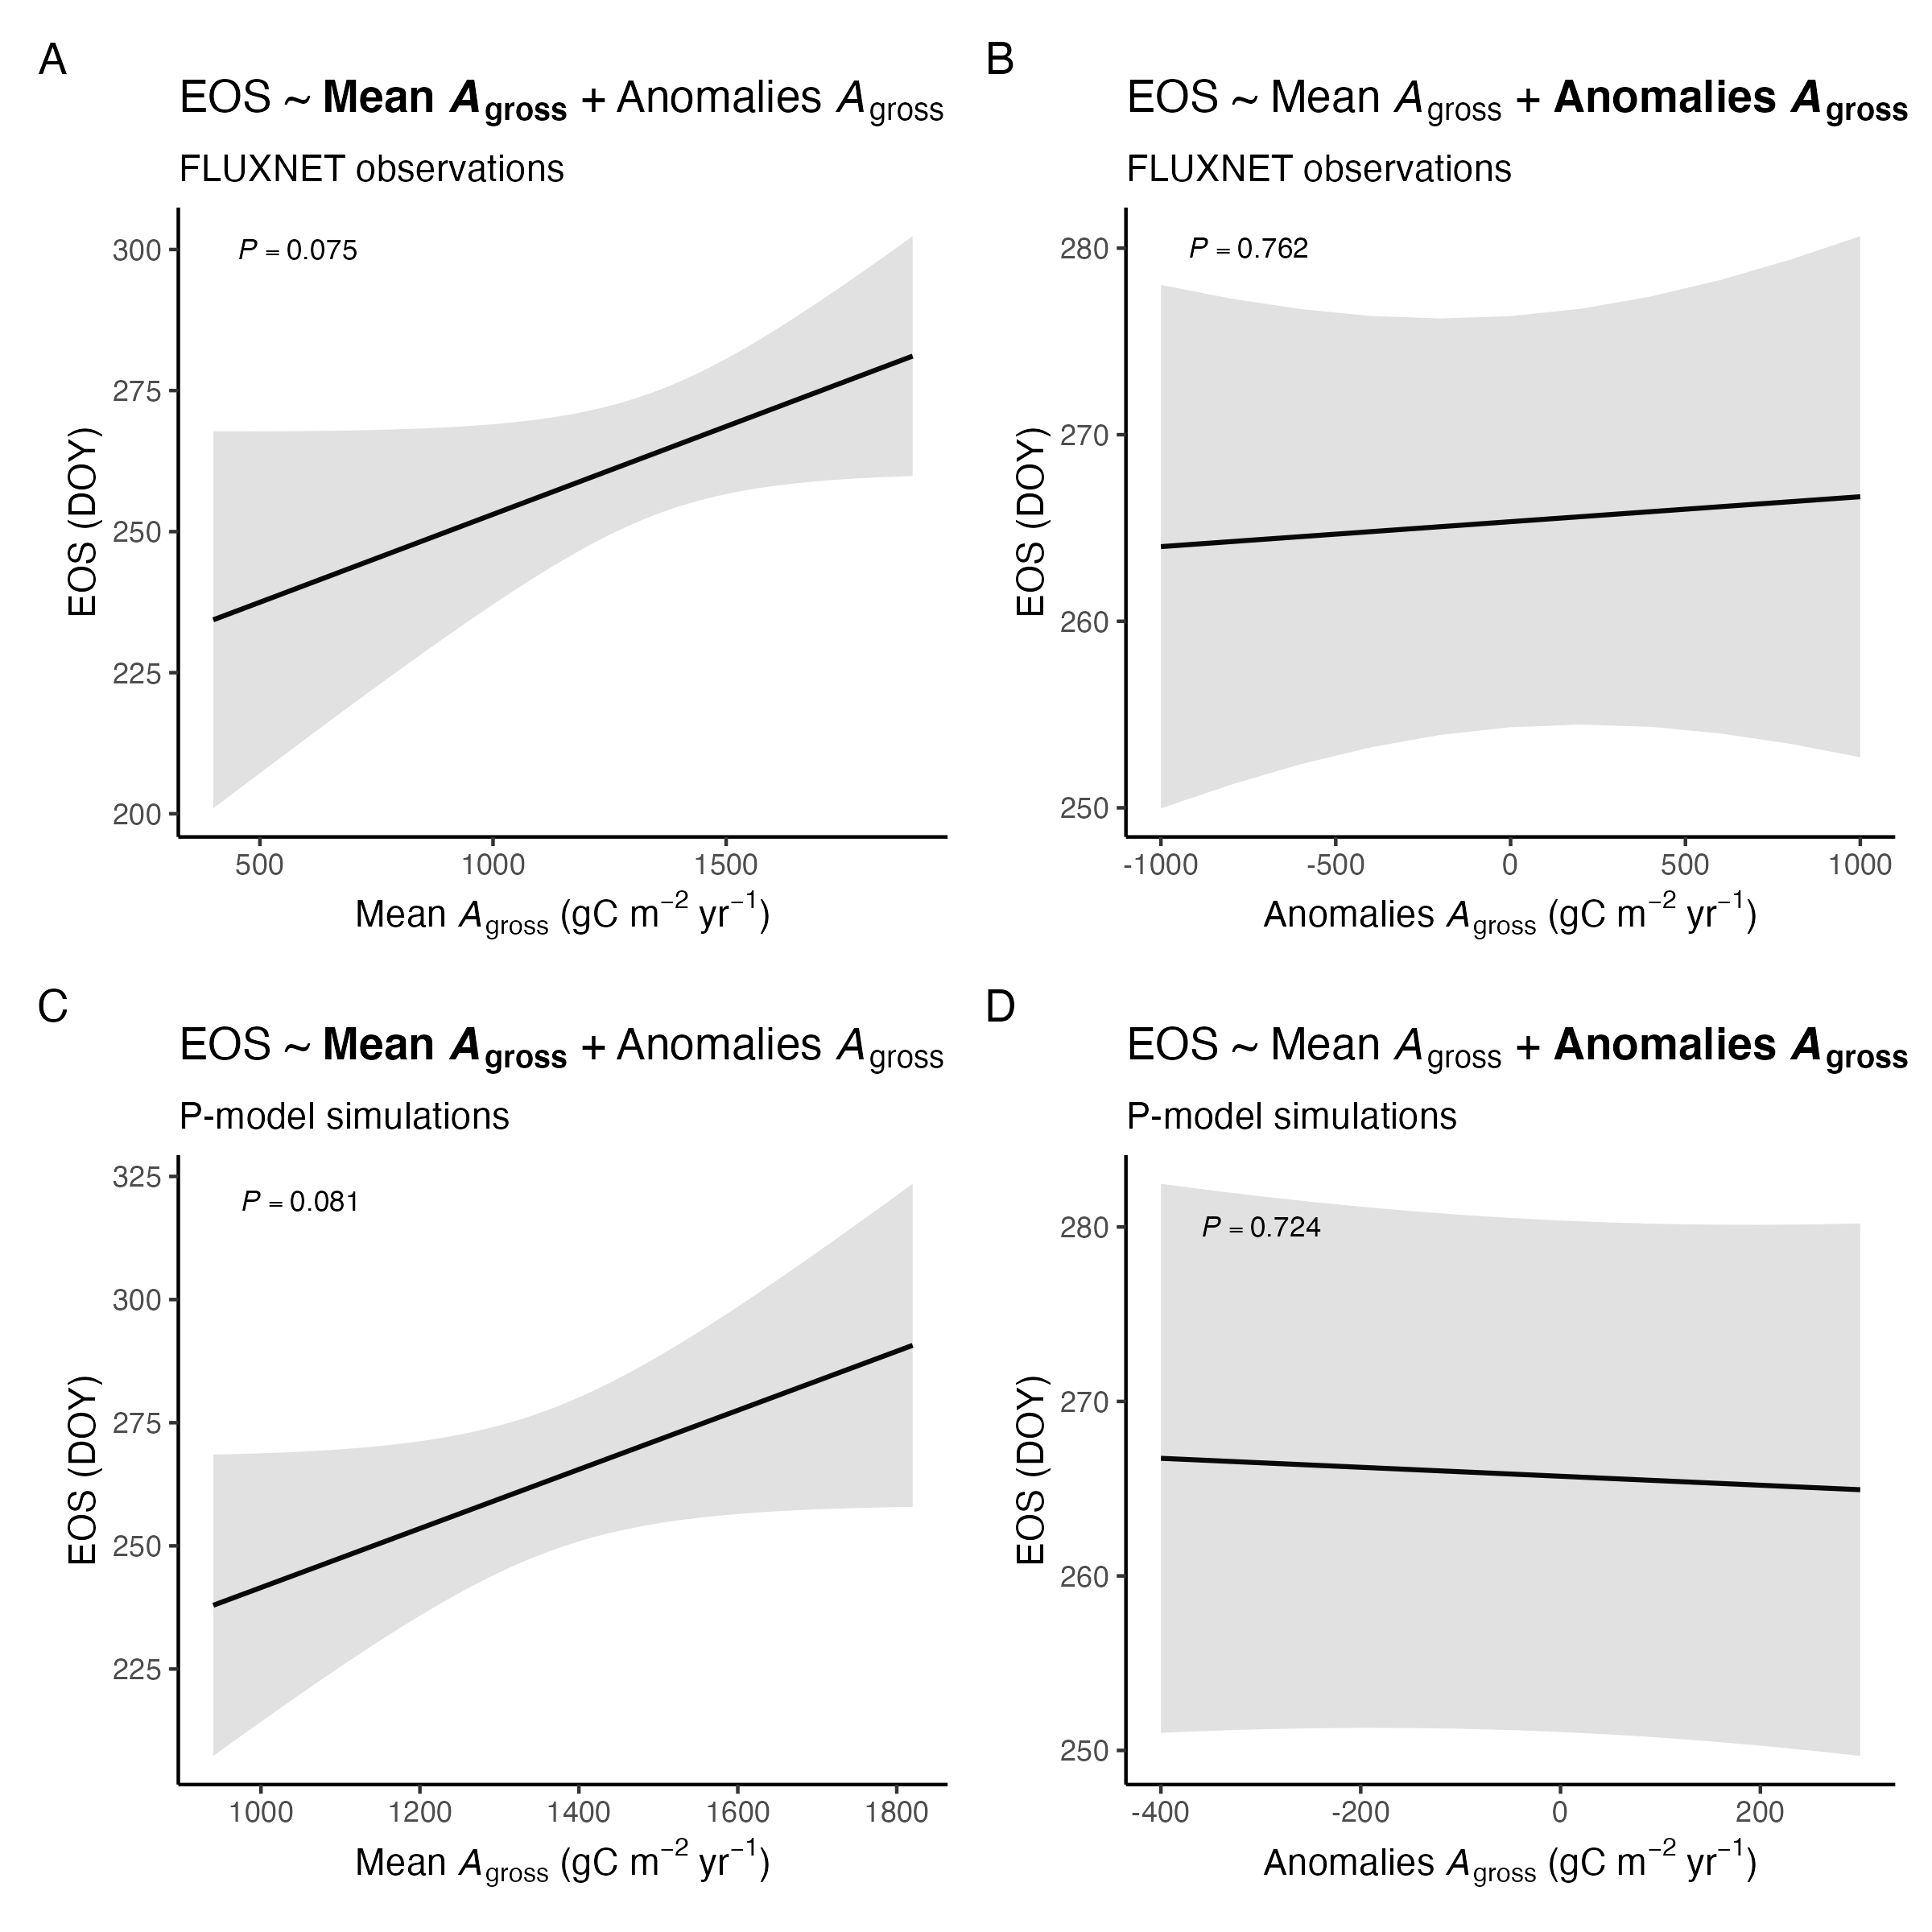 A
EOS ~ Mean Agross + Anomalies Agross
FLUXNET observations
P = 0.075
300
275
250
225
200
EOS (DOY)
500 1000 1500
Mean Agross (gC m−2 yr−1)
B
EOS ~ Mean Agross + Anomalies Agross
FLUXNET observations
P = 0.762
280
270
260
250
EOS (DOY)
-1000 -500 0 500 1000
Anomalies Agross (gC m−2 yr−1)
C
EOS ~ Mean Agross + Anomalies Agross
P-model simulations
P = 0.081
325
300
275
250
225
EOS (DOY)
1000 1200 1400 1600 1800
Mean Agross (gC m−2 yr−1)
D
EOS ~ Mean Agross + Anomalies Agross
P-model simulations
P = 0.724
280
270
260
250
EOS (DOY)
-400 -200 0 200
Anomalies Agross (gC m−2 yr−1)